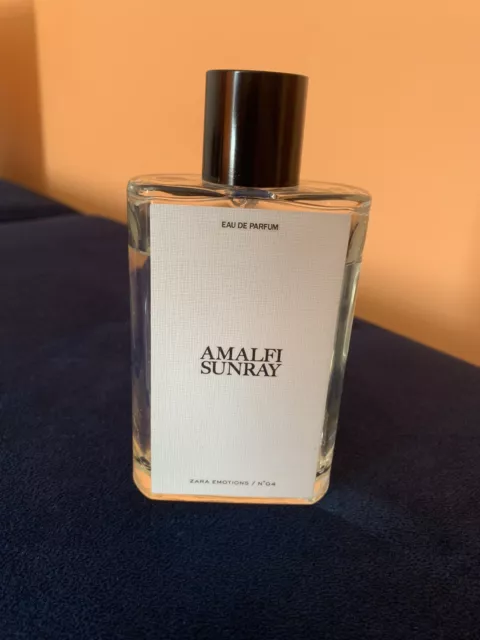 EAU DE PARFUM
AMALFI
SUNRAY
ZARA EMOTIONS / N°04